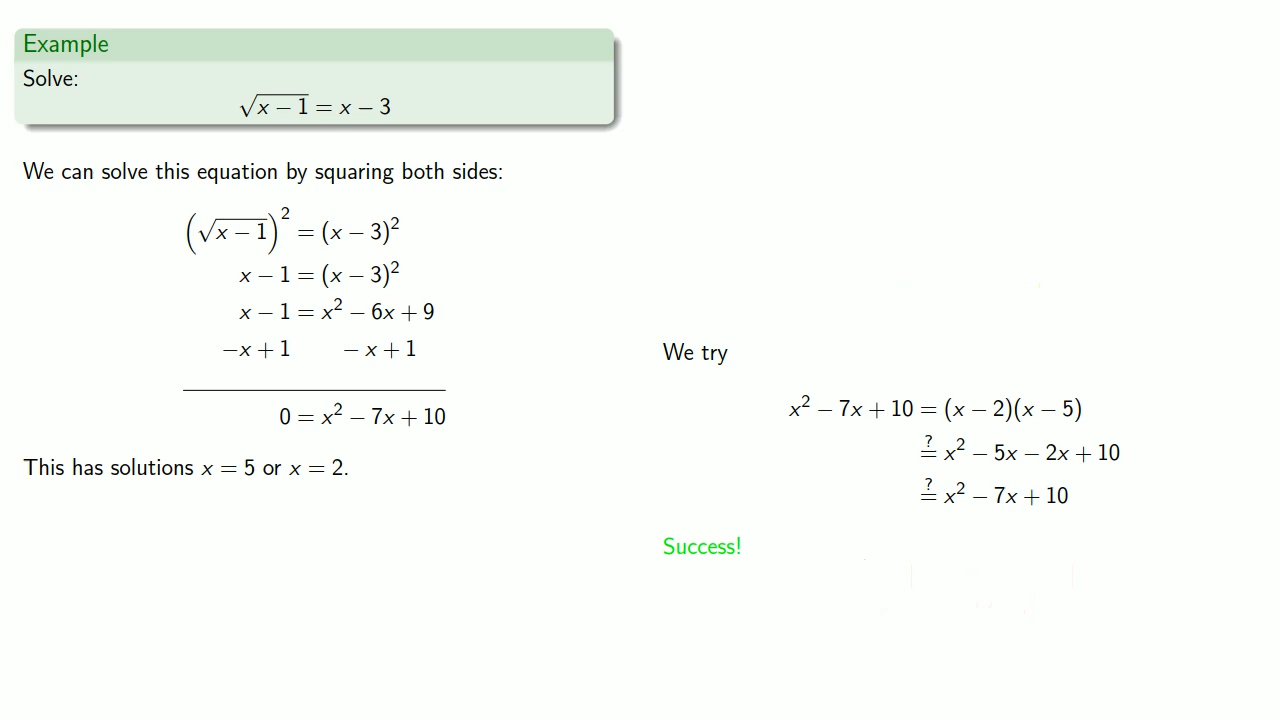 Example
Solve:
√(x − 1) = x − 3
We can solve this equation by squaring both sides:
(√(x − 1))² = (x − 3)²
x − 1 = (x − 3)²
x − 1 = x² − 6x + 9
−x + 1 − x + 1
0 = x² − 7x + 10
This has solutions x = 5 or x = 2.
We try
x² − 7x + 10 = (x − 2)(x − 5)
≟ x² − 5x − 2x + 10
≟ x² − 7x + 10
Success!